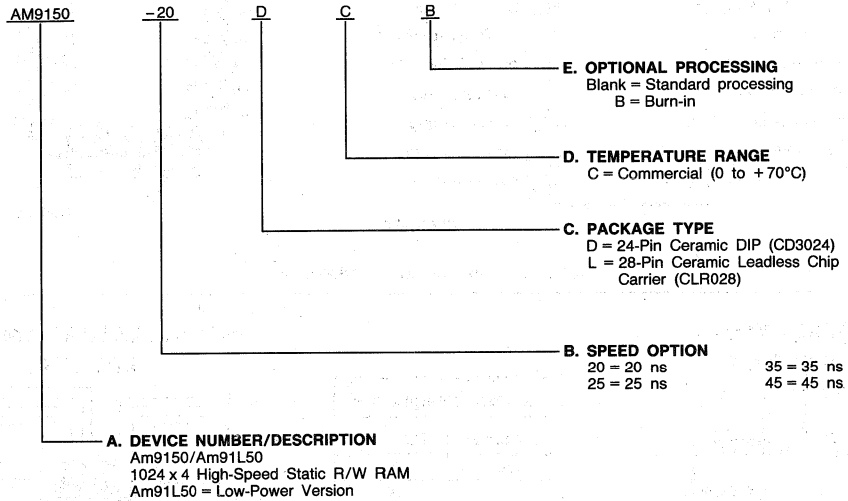 AM9150 -20 D C B
E. OPTIONAL PROCESSING
Blank = Standard processing
B = Burn-in
D. TEMPERATURE RANGE
C = Commercial (0 to +70°C)
C. PACKAGE TYPE
D = 24-Pin Ceramic DIP (CD3024)
L = 28-Pin Ceramic Leadless Chip
Carrier (CLR028)
B. SPEED OPTION
20 = 20 ns 35 = 35 ns
25 = 25 ns 45 = 45 ns
A. DEVICE NUMBER/DESCRIPTION
Am9150/Am91L50
1024 x 4 High-Speed Static R/W RAM
Am91L50 = Low-Power Version